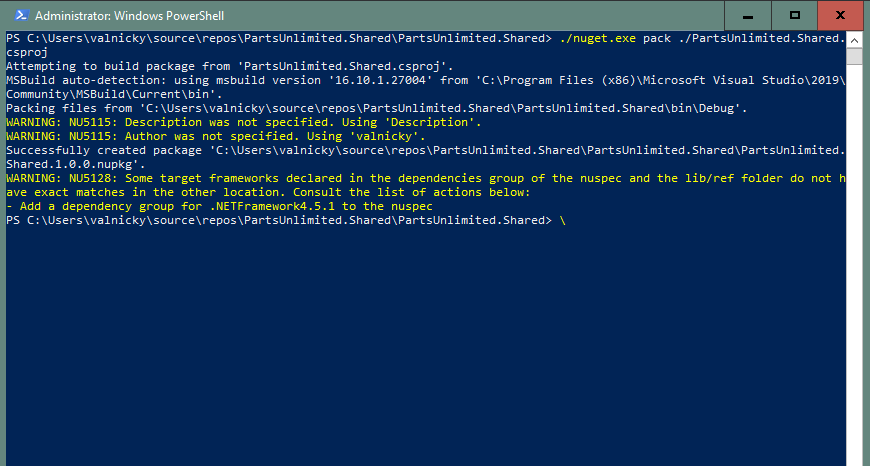 Administrator: Windows PowerShell
PS C:\Users\valnicky\source\repos\PartsUnlimited.Shared\PartsUnlimited.Shared> ./nuget.exe pack ./PartsUnlimited.Shared.
csproj
Attempting to build package from 'PartsUnlimited.Shared.csproj'.
MSBuild auto-detection: using msbuild version '16.10.1.27004' from 'C:\Program Files (x86)\Microsoft Visual Studio\2019\
Community\MSBuild\Current\bin'.
Packing files from 'C:\Users\valnicky\source\repos\PartsUnlimited.Shared\PartsUnlimited.Shared\bin\Debug'.
WARNING: NU5115: Description was not specified. Using 'Description'.
WARNING: NU5115: Author was not specified. Using 'valnicky'.
Successfully created package 'C:\Users\valnicky\source\repos\PartsUnlimited.Shared\PartsUnlimited.Shared\PartsUnlimited.
Shared.1.0.0.nupkg'.
WARNING: NU5128: Some target frameworks declared in the dependencies group of the nuspec and the lib/ref folder do not h
ave exact matches in the other location. Consult the list of actions below:
- Add a dependency group for .NETFramework4.5.1 to the nuspec
PS C:\Users\valnicky\source\repos\PartsUnlimited.Shared\PartsUnlimited.Shared> \